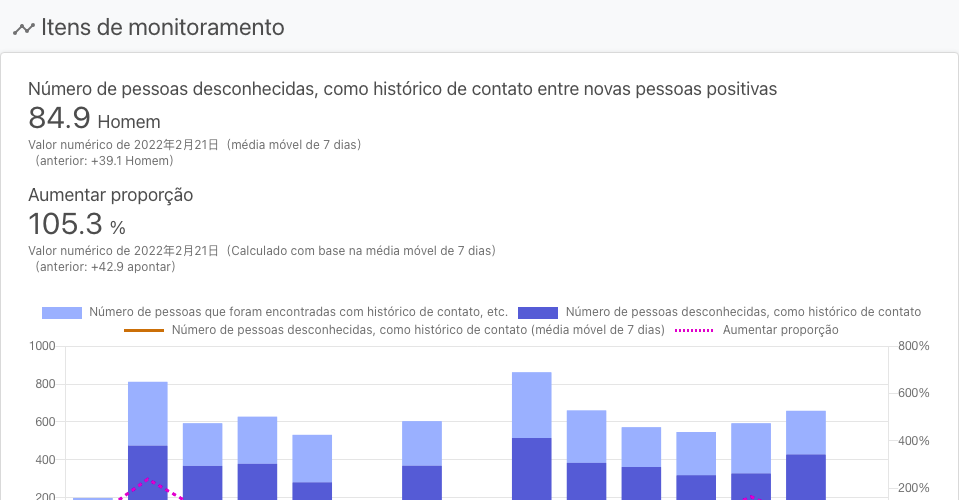 Itens de monitoramento
Número de pessoas desconhecidas, como histórico de contato entre novas pessoas positivas
84.9 Homem
Valor numérico de 2022年2月21日（média móvel de 7 dias）
（anterior: +39.1 Homem）
Aumentar proporção
105.3 %
Valor numérico de 2022年2月21日（Calculado com base na média móvel de 7 dias）
（anterior: +42.9 apontar）
Número de pessoas que foram encontradas com histórico de contato, etc. Número de pessoas desconhecidas, como histórico de contato
Número de pessoas desconhecidas, como histórico de contato (média móvel de 7 dias) Aumentar proporção
1000 800%
800
600%
600
400%
400
200%
200